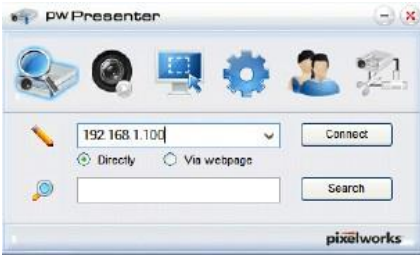 pwPresenter
192.168.1.100
Connect
Directly
Via webpage
Search
pixelworks